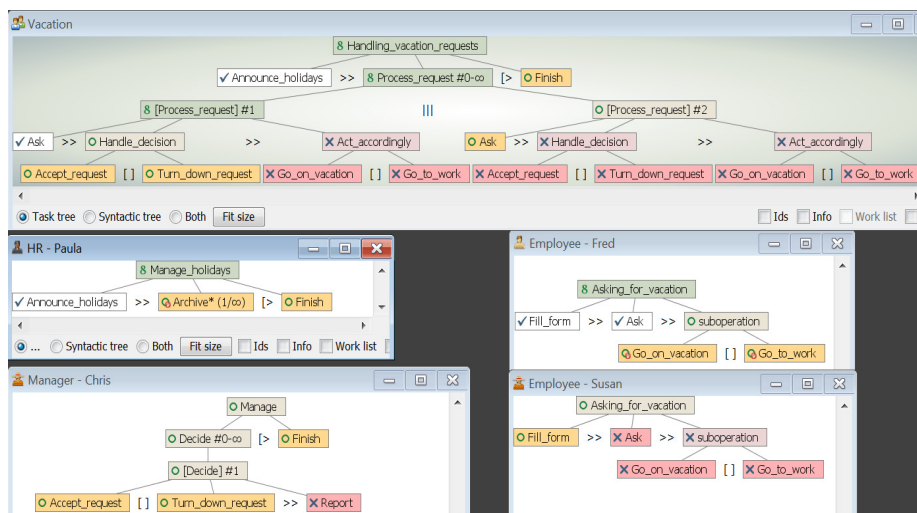 Vacation
8 Handling_vacation_requests
✓ Announce_holidays >> 8 Process_request #0-∞ [> O Finish
8 [Process_request] #1 ||| O [Process_request] #2
✓ Ask >> O Handle_decision >> X Act_accordingly O Ask >> X Handle_decision >> X Act_accordingly
O Accept_request [ ] O Turn_down_request X Go_on_vacation [ ] X Go_to_work X Accept_request [ ] X Turn_down_request X Go_on_vacation [ ] X Go_to_work
Task tree Syntactic tree Both Fit size Ids Info Work list
HR - Paula
8 Manage_holidays
✓ Announce_holidays >> Archive* (1/∞) [> O Finish
... Syntactic tree Both Fit size Ids Info Work list
Employee - Fred
8 Asking_for_vacation
✓ Fill_form >> ✓ Ask >> O suboperation
Go_on_vacation [ ] Go_to_work
Manager - Chris
O Manage
O Decide #0-∞ [> O Finish
O [Decide] #1
O Accept_request [ ] O Turn_down_request >> X Report
Employee - Susan
O Asking_for_vacation
O Fill_form >> X Ask >> X suboperation
X Go_on_vacation [ ] X Go_to_work